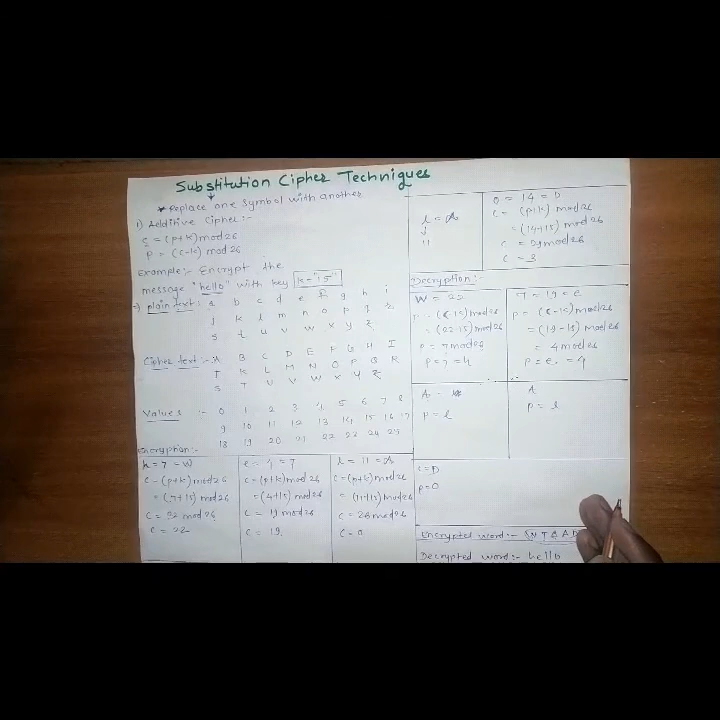 Substitution Cipher Techniques
* Replace one symbol with another
1) Additive Cipher:-
C = (P+K) mod 26
P = (C-K) mod 26
Example:- Encrypt the
message "hello" with key K="15"
plain text: a b c d e f g h i
j k l m n o p q r
s t u v w x y z
Cipher text:- A B C D E F G H I
J K L M N O P Q R
S T U V W X Y Z
Values :- 0 1 2 3 4 5 6 7 8
9 10 11 12 13 14 15 16 17
18 19 20 21 22 23 24 25
Encryption:-
h = 7 = W
C = (P+K) mod 26
= (7+15) mod 26
C = 22 mod 26
C = 22
e = 4 = T
C = (P+K) mod 26
= (4+15) mod 26
C = 19 mod 26
C = 19
l = 11 = A
C = (P+K) mod 26
= (11+15) mod 26
C = 26 mod 26
C = 0
l = A
11
O = 14 = D
C = (P+K) mod 26
= (14+15) mod 26
C = 29 mod 26
C = 3
Decryption:-
W = 22
P = (C-15) mod 26
= (22-15) mod 26
P = 7 mod 26
P = 7 = h
T = 19 = e
P = (C-15) mod 26
= (19-15) mod 26
= 4 mod 26
P = e = 4
A -
P = l
A
P = l
C = D
P = O
Encrypted word:- WTAAD
Decrypted word:- hello